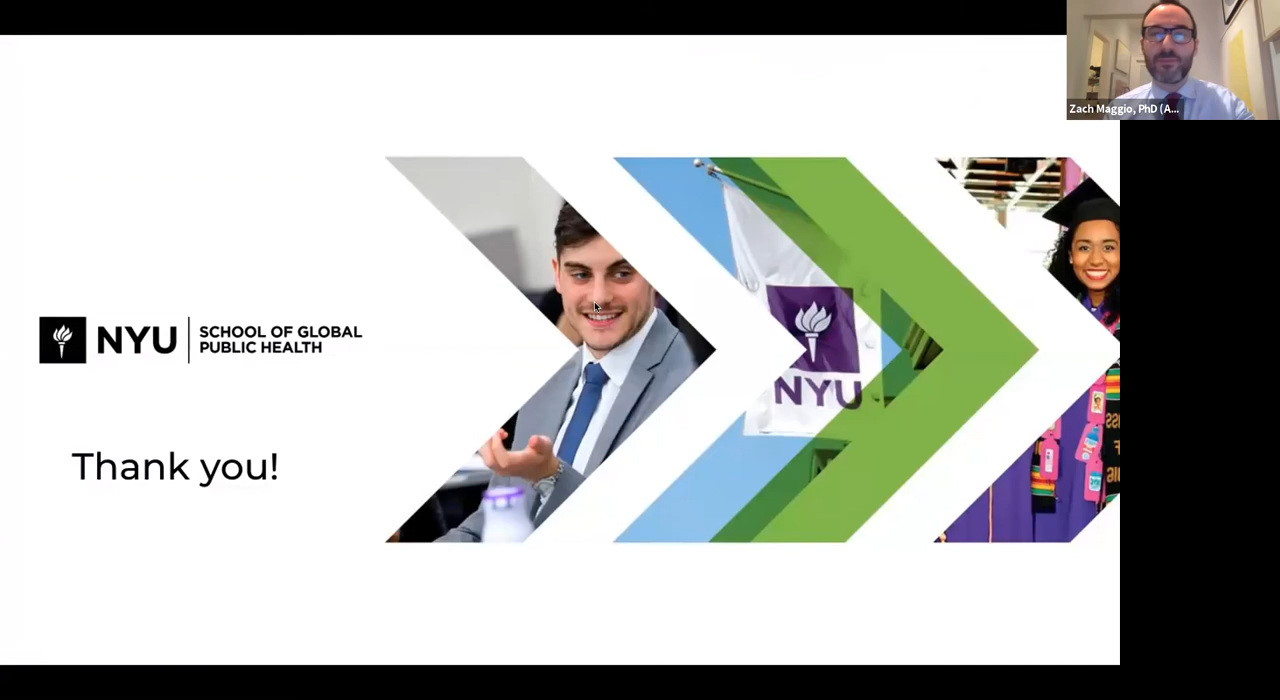 Zach Maggio, PhD (A...
NYU
SCHOOL OF GLOBAL
PUBLIC HEALTH
NYU
Thank you!